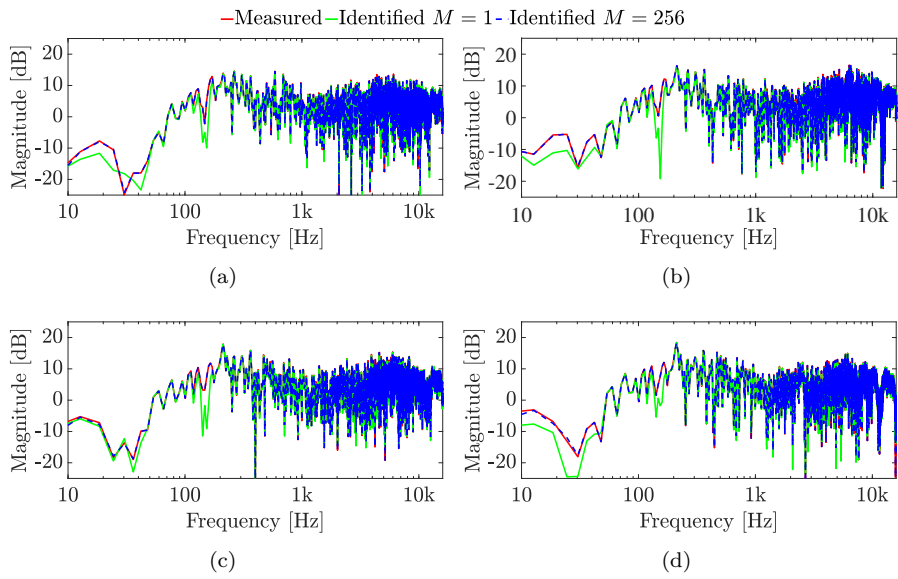 Measured Identified M = 1 Identified M = 256
Magnitude [dB]
20
10
0
-10
-20
10 100 1k 10k
Frequency [Hz]
(a)
Magnitude [dB]
20
10
0
-10
-20
10 100 1k 10k
Frequency [Hz]
(b)
Magnitude [dB]
20
10
0
-10
-20
10 100 1k 10k
Frequency [Hz]
(c)
Magnitude [dB]
20
10
0
-10
-20
10 100 1k 10k
Frequency [Hz]
(d)